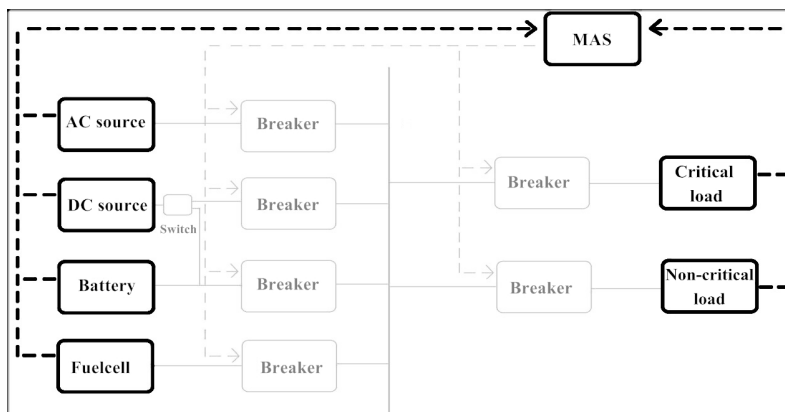 MAS
AC source
Breaker
DC source
Switch
Breaker
Battery
Breaker
Fuelcell
Breaker
Breaker
Critical
load
Breaker
Non-critical
load